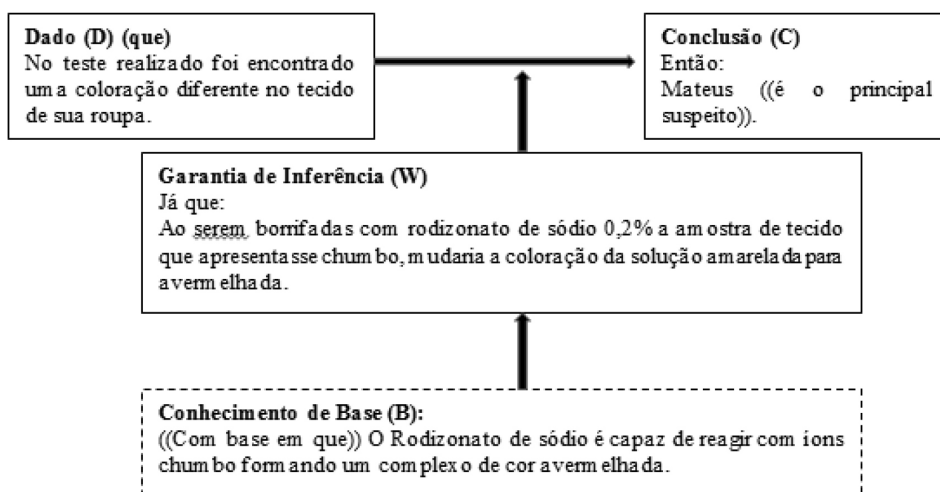 Dado (D) (que)
No teste realizado foi encontrado
uma coloração diferente no tecido
de sua roupa.
Conclusão (C)
Então:
Mateus ((é o principal
suspeito)).
Garantia de Inferência (W)
Já que:
Ao serem borrifadas com rodizonato de sódio 0,2% a amostra de tecido
que apresentasse chumbo, mudaria a coloração da solução amarelada para
avermelhada.
Conhecimento de Base (B):
((Com base em que)) O Rodizonato de sódio é capaz de reagir com íons
chumbo formando um complexo de cor avermelhada.